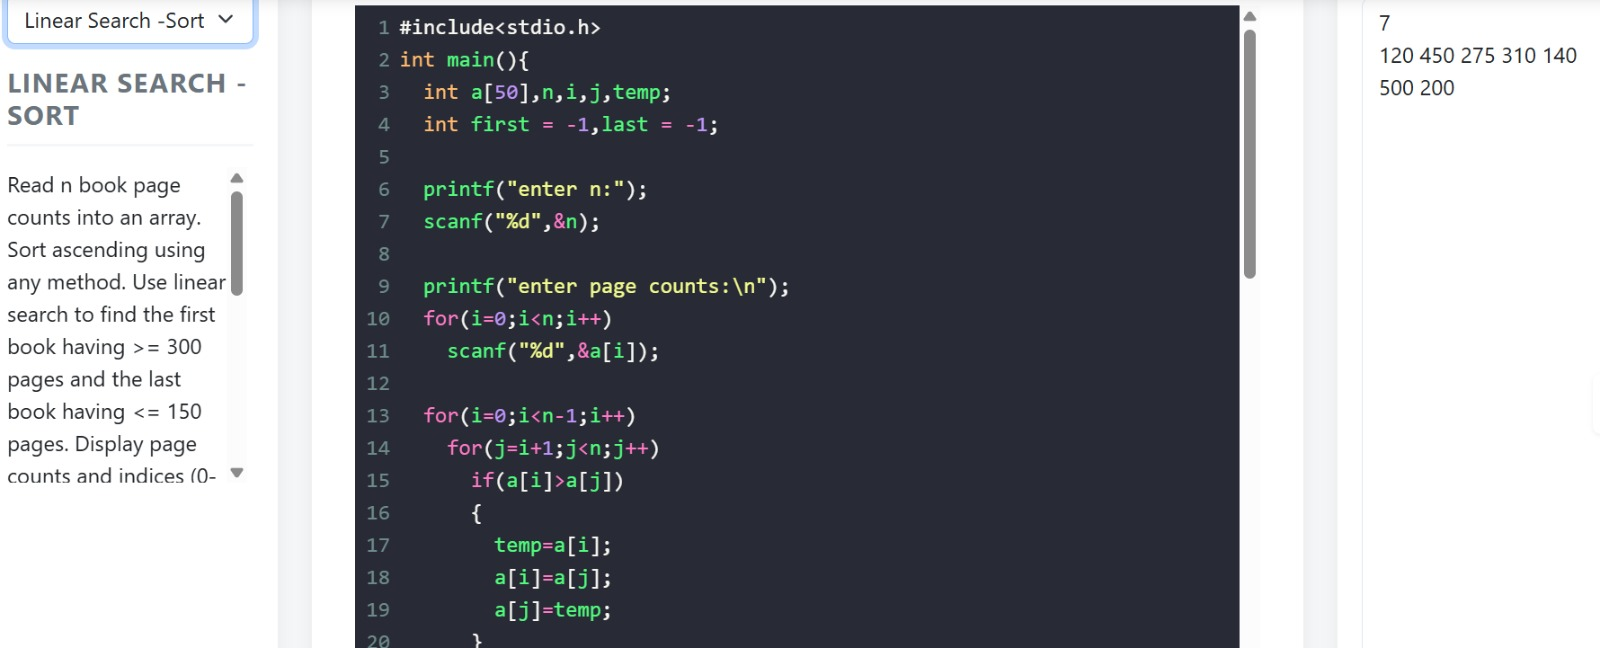 Linear Search -Sort
LINEAR SEARCH -
SORT
Read n book page
counts into an array.
Sort ascending using
any method. Use linear
search to find the first
book having >= 300
pages and the last
book having <= 150
pages. Display page
counts and indices (0-
1 #include<stdio.h>
2 int main(){
3   int a[50],n,i,j,temp;
4   int first = -1,last = -1;
5
6   printf("enter n:");
7   scanf("%d",&n);
8
9   printf("enter page counts:\n");
10   for(i=0;i<n;i++)
11     scanf("%d",&a[i]);
12
13   for(i=0;i<n-1;i++)
14     for(j=i+1;j<n;j++)
15       if(a[i]>a[j])
16       {
17         temp=a[i];
18         a[i]=a[j];
19         a[j]=temp;
20       }
7
120 450 275 310 140
500 200